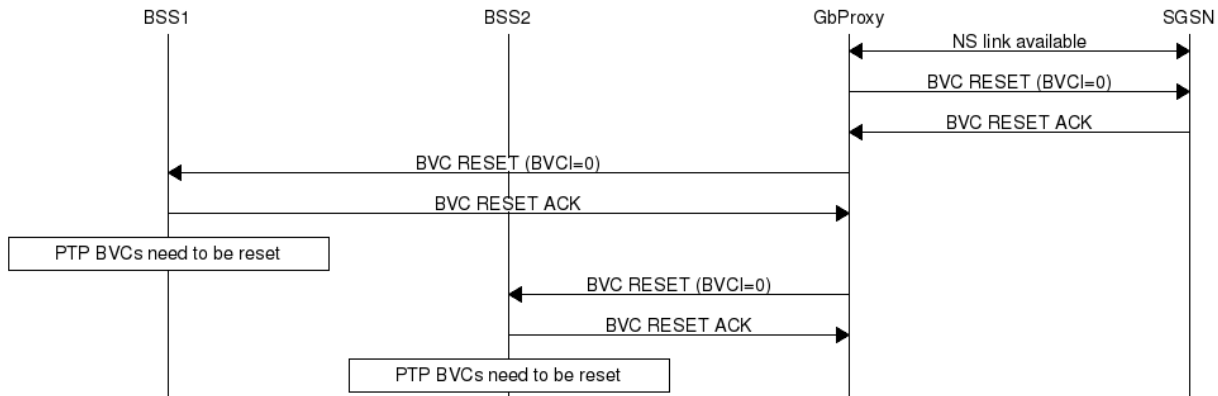 BSS1 BSS2 GbProxy SGSN
NS link available
BVC RESET (BVCI=0)
BVC RESET ACK
BVC RESET (BVCI=0)
BVC RESET ACK
PTP BVCs need to be reset
BVC RESET (BVCI=0)
BVC RESET ACK
PTP BVCs need to be reset